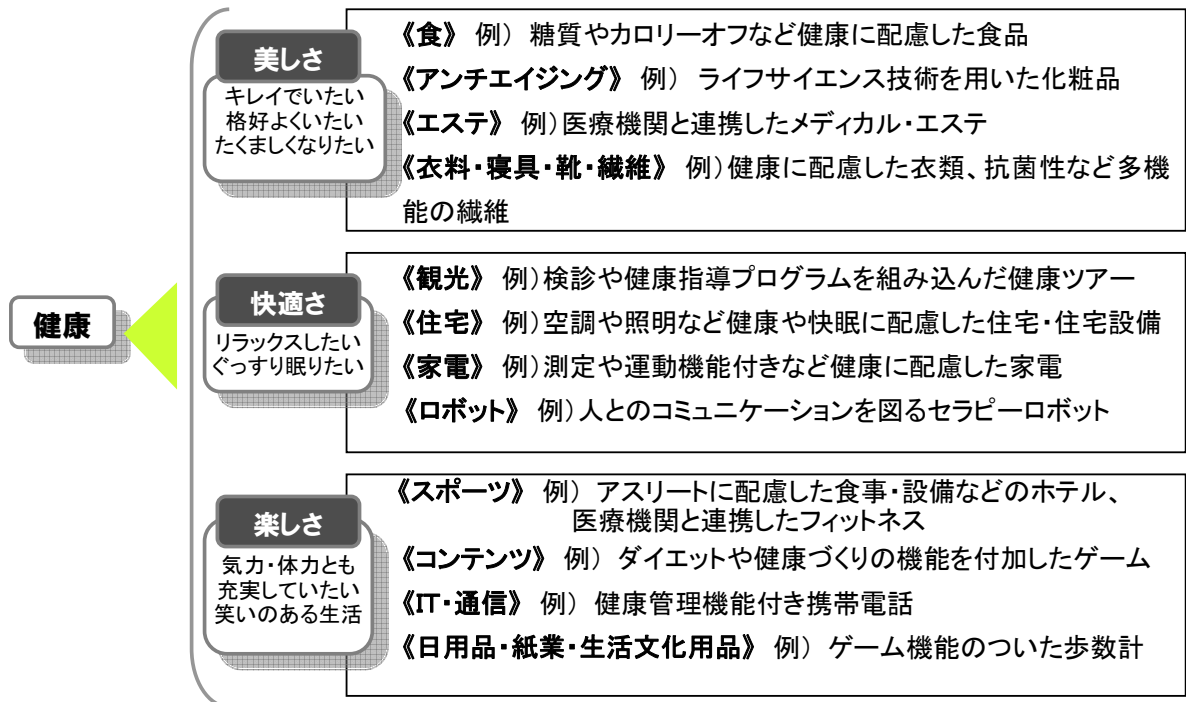 健康
美しさ
キレイでいたい
格好よくいたい
たくましくなりたい
《食》 例） 糖質やカロリーオフなど健康に配慮した食品
《アンチエイジング》 例） ライフサイエンス技術を用いた化粧品
《エステ》 例）医療機関と連携したメディカル・エステ
《衣料・寝具・靴・繊維》 例）健康に配慮した衣類、抗菌性など多機
能の繊維
快適さ
リラックスしたい
ぐっすり眠りたい
《観光》 例）検診や健康指導プログラムを組み込んだ健康ツアー
《住宅》 例）空調や照明など健康や快眠に配慮した住宅・住宅設備
《家電》 例）測定や運動機能付きなど健康に配慮した家電
《ロボット》 例）人とのコミュニケーションを図るセラピーロボット
楽しさ
気力・体力とも
充実していたい
笑いのある生活
《スポーツ》 例） アスリートに配慮した食事・設備などのホテル、
医療機関と連携したフィットネス
《コンテンツ》 例） ダイエットや健康づくりの機能を付加したゲーム
《IT・通信》 例） 健康管理機能付き携帯電話
《日用品・紙業・生活文化用品》 例） ゲーム機能のついた歩数計